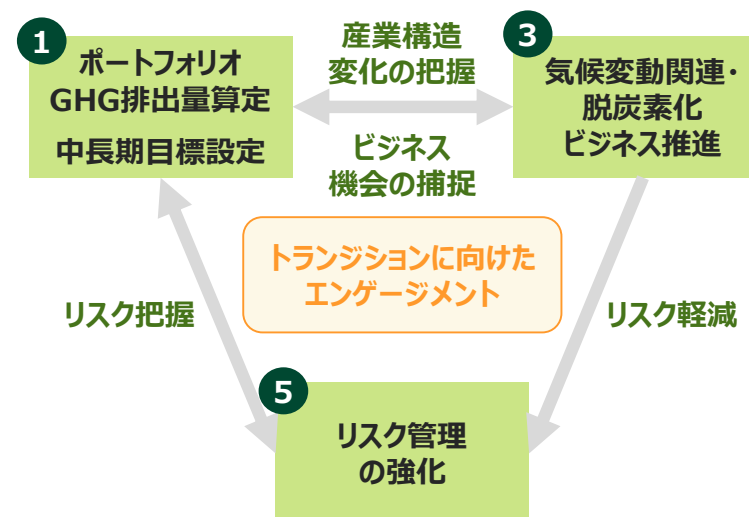 1
ポートフォリオ
GHG排出量算定
中長期目標設定
産業構造
変化の把握
ビジネス
機会の捕捉
3
気候変動関連・
脱炭素化
ビジネス推進
トランジションに向けた
エンゲージメント
リスク把握
リスク軽減
5
リスク管理
の強化